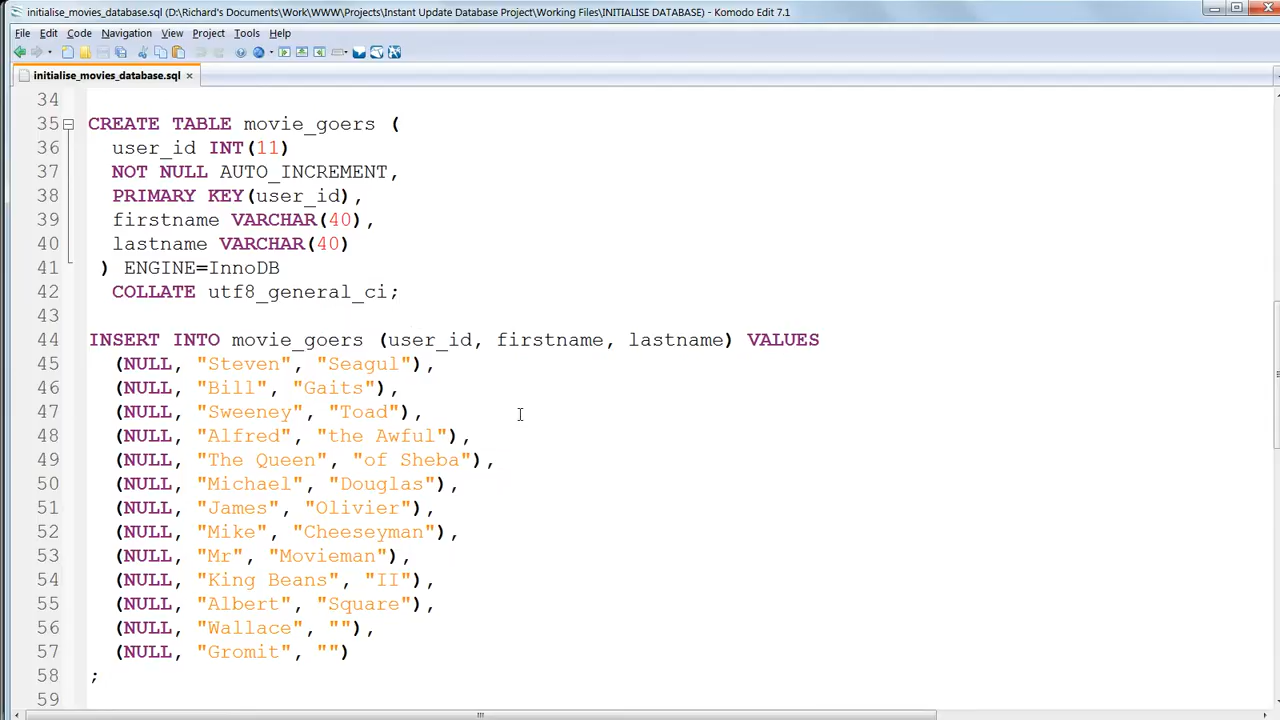 initialise_movies_database.sql (D:\Richard's Documents\Work\WWW\Projects\Instant Update Database Project\Working Files\INITIALISE DATABASE) - Komodo Edit 7.1
File Edit Code Navigation View Project Tools Help
initialise_movies_database.sql ×
34
35 CREATE TABLE movie_goers (
36 user_id INT(11)
37 NOT NULL AUTO_INCREMENT,
38 PRIMARY KEY(user_id),
39 firstname VARCHAR(40),
40 lastname VARCHAR(40)
41 ) ENGINE=InnoDB
42 COLLATE utf8_general_ci;
43
44 INSERT INTO movie_goers (user_id, firstname, lastname) VALUES
45 (NULL, "Steven", "Seagul"),
46 (NULL, "Bill", "Gaits"),
47 (NULL, "Sweeney", "Toad"),
48 (NULL, "Alfred", "the Awful"),
49 (NULL, "The Queen", "of Sheba"),
50 (NULL, "Michael", "Douglas"),
51 (NULL, "James", "Olivier"),
52 (NULL, "Mike", "Cheeseyman"),
53 (NULL, "Mr", "Movieman"),
54 (NULL, "King Beans", "II"),
55 (NULL, "Albert", "Square"),
56 (NULL, "Wallace", ""),
57 (NULL, "Gromit", "")
58 ;
59